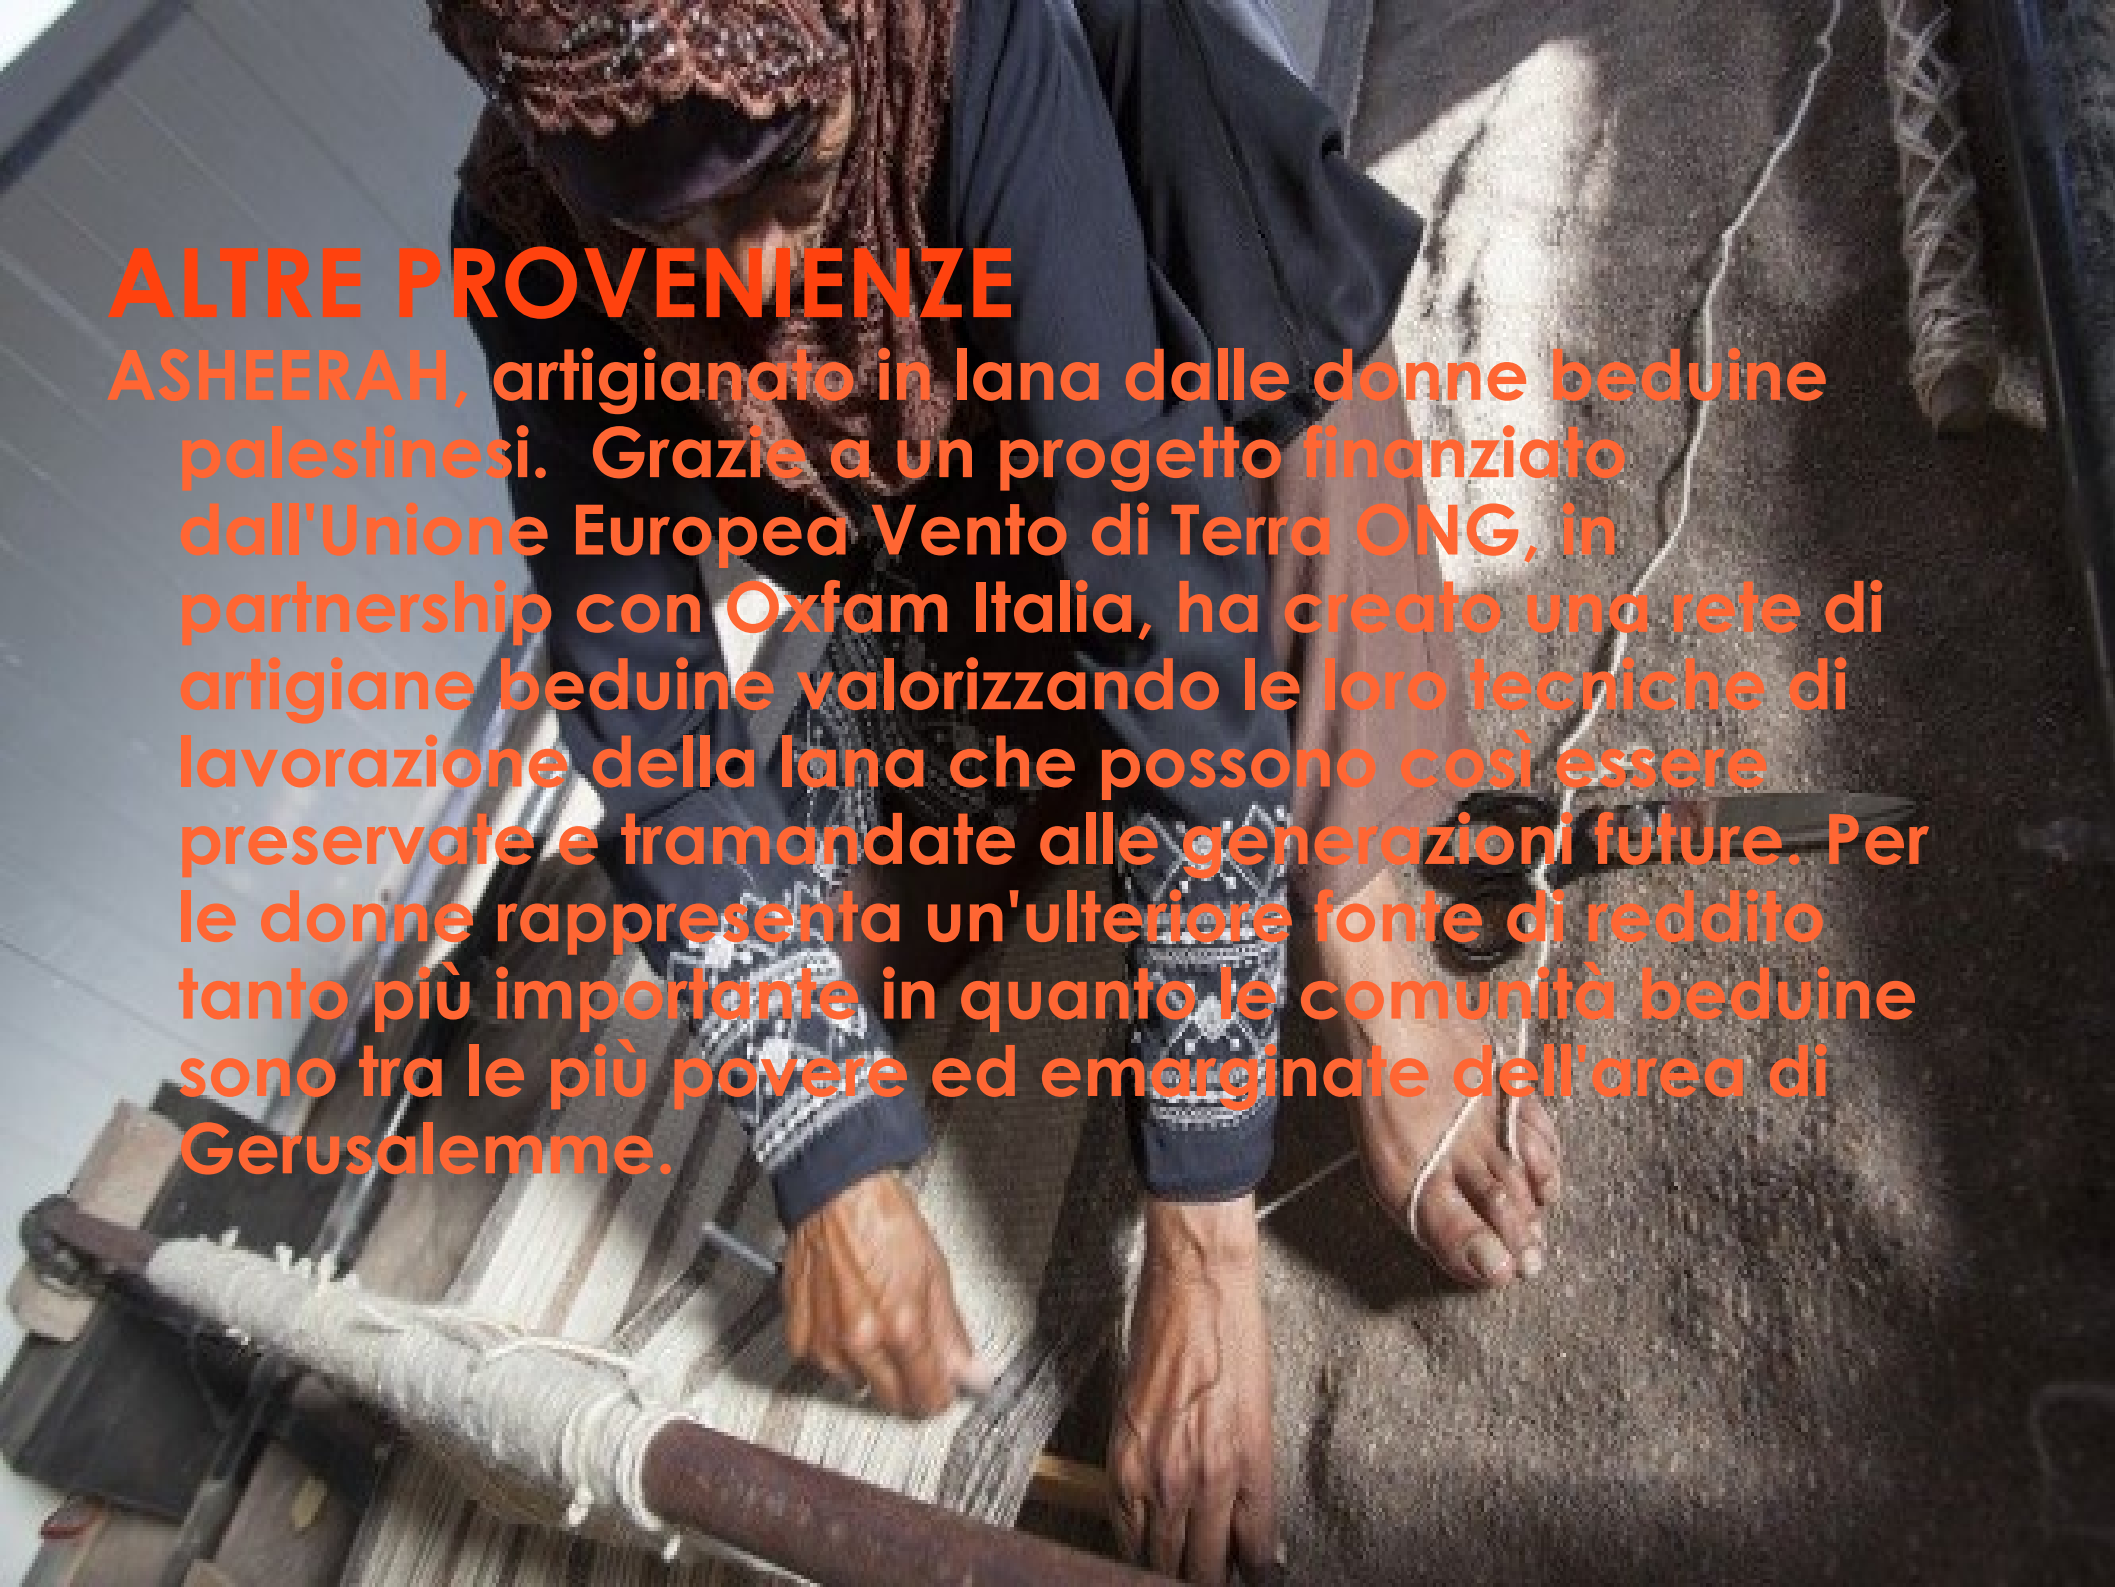 ALTRE PROVENIENZE
ASHEERAH, artigianato in lana dalle donne beduine
palestinesi.  Grazie a un progetto finanziato
dall'Unione Europea Vento di Terra ONG, in
partnership con Oxfam Italia, ha creato una rete di
artigiane beduine valorizzando le loro tecniche di
lavorazione della lana che possono così essere
preservate e tramandate alle generazioni future. Per
le donne rappresenta un'ulteriore fonte di reddito
tanto più importante in quanto le comunità beduine
sono tra le più povere ed emarginate dell'area di
Gerusalemme.